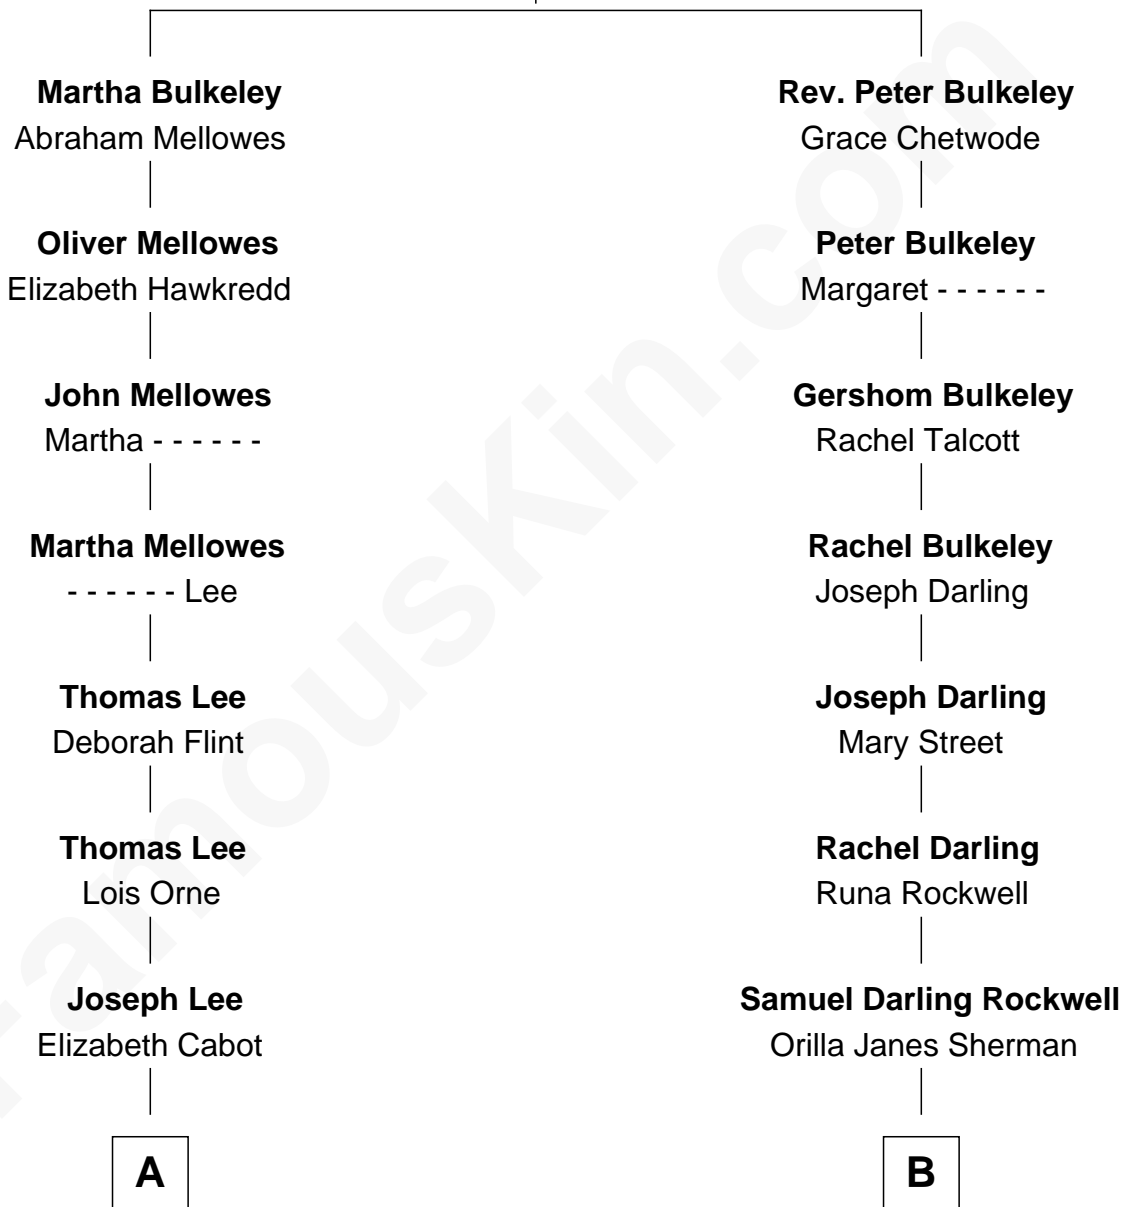 Martha Bulkeley
Abraham Mellowes
Oliver Mellowes
Elizabeth Hawkredd
John Mellowes
Martha - - - - - -
Martha Mellowes
- - - - - - Lee
Thomas Lee
Deborah Flint
Thomas Lee
Lois Orne
Joseph Lee
Elizabeth Cabot
A
Rev. Peter Bulkeley
Grace Chetwode
Peter Bulkeley
Margaret - - - - - -
Gershom Bulkeley
Rachel Talcott
Rachel Bulkeley
Joseph Darling
Joseph Darling
Mary Street
Rachel Darling
Runa Rockwell
Samuel Darling Rockwell
Orilla Janes Sherman
B
FamousKin.com